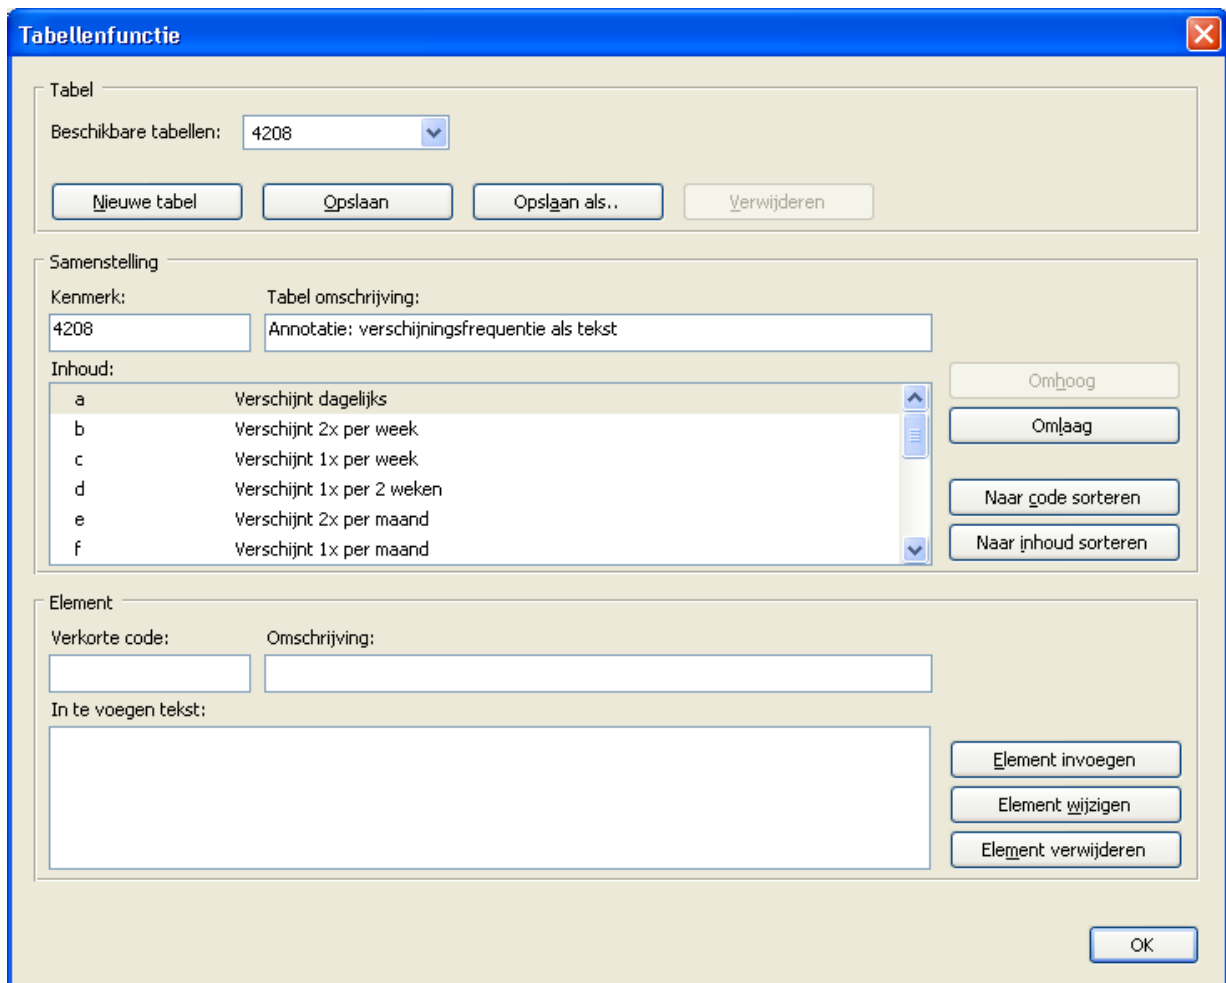 Tabellenfunctie
Tabel
Beschikbare tabellen: 4208
Nieuwe tabel Opslaan Opslaan als.. Verwijderen
Samenstelling
Kenmerk: Tabel omschrijving:
4208 Annotatie: verschijningsfrequentie als tekst
Inhoud:
a Verschijnt dagelijks
b Verschijnt 2x per week
c Verschijnt 1x per week
d Verschijnt 1x per 2 weken
e Verschijnt 2x per maand
f Verschijnt 1x per maand
Omhoog
Omlaag
Naar code sorteren
Naar inhoud sorteren
Element
Verkorte code: Omschrijving:
In te voegen tekst:
Element invoegen
Element wijzigen
Element verwijderen
OK